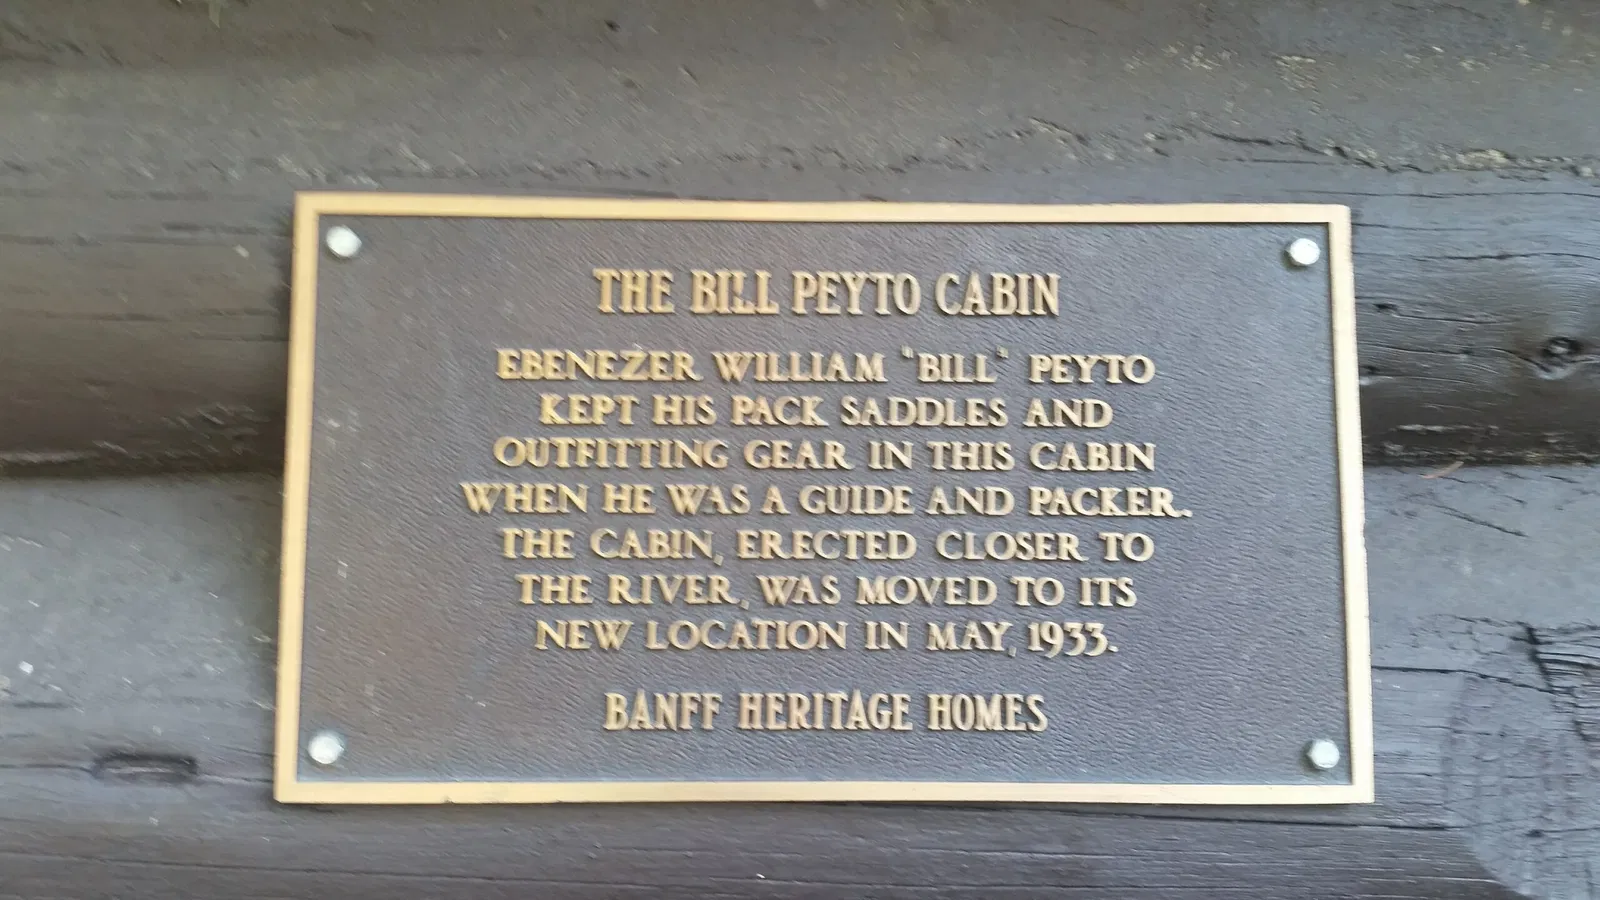 THE BILL PEYTO CABIN
EBENEZER WILLIAM "BILL" PEYTO
KEPT HIS PACK SADDLES AND
OUTFITTING GEAR IN THIS CABIN
WHEN HE WAS A GUIDE AND PACKER.
THE CABIN, ERECTED CLOSER TO
THE RIVER, WAS MOVED TO ITS
NEW LOCATION IN MAY, 1933.
BANFF HERITAGE HOMES